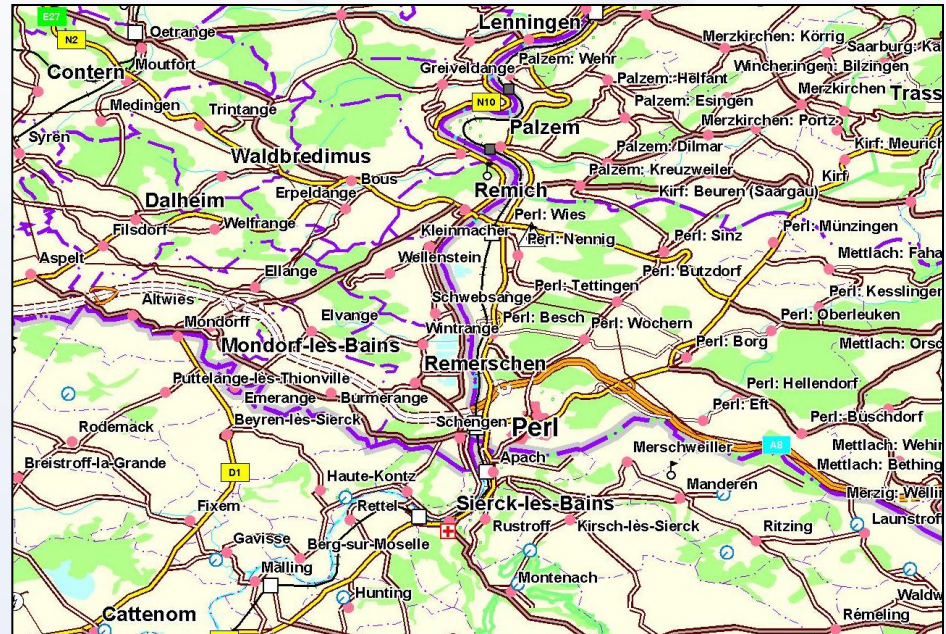 E27
Lenningen
N2
Oetrange
Merzkirchen: Körrig
Saarburg: Ka
Moutfort
Palzem: Wehr
Wincheringen: Bilzingen
Contern
Greiveldange
Palzem: Helfant
Merzkirchen
Trass
Medingen
Trintange
N10
Palzem: Esingen
Merzkirchen: Portz
Palzem
Syren
Palzem: Dilmar
Kirf: Meurich
Waldbredimus
Palzem: Kreuzweiler
Kirf
Bous
Erpeldange
Remich
Kirf: Beuren (Saargau)
Dalheim
Welfrange
Perl: Wies
Filsdorf
Kleinmacher
Perl: Nennig
Perl: Sinz
Perl: Münzingen
Aspelt
Wellenstein
Mettlach: Faha
Ellange
Perl: Butzdorf
Perl: Tettingen
Perl: Kesslingen
Altwies
Schwebsange
Elvange
Perl: Besch
Perl: Wochern
Perl: Oberleuken
Mondorff
Wintrange
Perl: Borg
Mettlach: Orsc
Mondorf-les-Bains
Remerschen
Puttelange-lès-Thionville
Perl: Hellendorf
Emerange
Burmerange
Perl: Eft
Perl: Büschdorf
Beyren-lès-Sierck
Schengen
Perl
Rodemack
Merschweiller
A8
Mettlach: Wehin
Apach
Breistroff-la-Grande
D1
Haute-Kontz
Mettlach: Bething
Manderen
Merzig: Welli
Fixem
Rettel
Sierck-les-Bains
Rustroff
Kirsch-lès-Sierck
Ritzing
Launstrof
Gavisse
Berg-sur-Moselle
Malling
Montenach
Hunting
Waldw
Cattenom
Rémeling